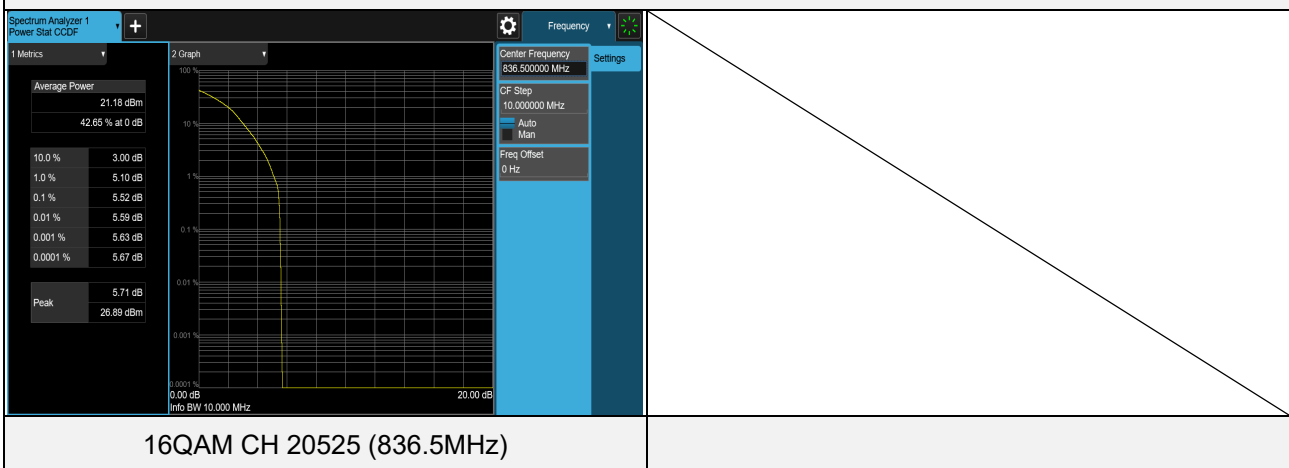 Spectrum Analyzer 1
Power Stat CCDF
+
Frequency
1 Metrics
2 Graph
Center Frequency
836.500000 MHz
Settings
CF Step
10.000000 MHz
Auto
Man
Freq Offset
0 Hz
Average Power
21.18 dBm
42.65 % at 0 dB
10.0 % 3.00 dB
1.0 % 5.10 dB
0.1 % 5.52 dB
0.01 % 5.59 dB
0.001 % 5.63 dB
0.0001 % 5.67 dB
Peak
5.71 dB
26.89 dBm
100 %
10 %
1 %
0.1 %
0.01 %
0.001 %
0.0001 %
0.00 dB
20.00 dB
Info BW 10.000 MHz
16QAM CH 20525 (836.5MHz)